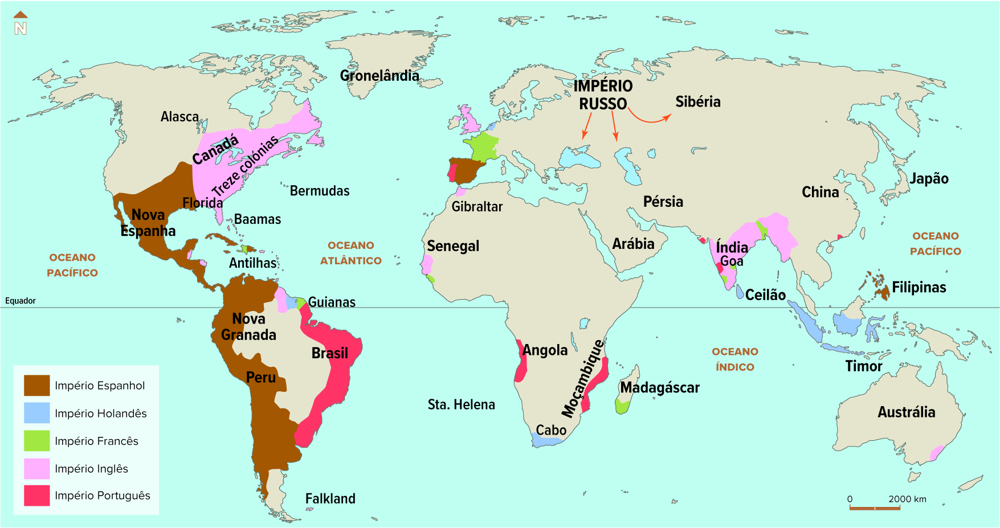 N
Gronelândia
IMPÉRIO
RUSSO
Sibéria
Alasca
Canadá
Treze colónias
Bermudas
Japão
China
Pérsia
Gibraltar
Florida
Nova
Espanha
Baamas
OCEANO
PACÍFICO
OCEANO
ATLÂNTICO
Senegal
Arábia
Índia
Goa
OCEANO
PACÍFICO
Antilhas
Filipinas
Ceilão
Equador
Guianas
Nova
Granada
Brasil
Angola
Moçambique
OCEANO
ÍNDICO
Timor
Peru
Madagáscar
Sta. Helena
Austrália
Cabo
Falkland
Império Espanhol
Império Holandês
Império Francês
Império Inglês
Império Português
0 2000 km